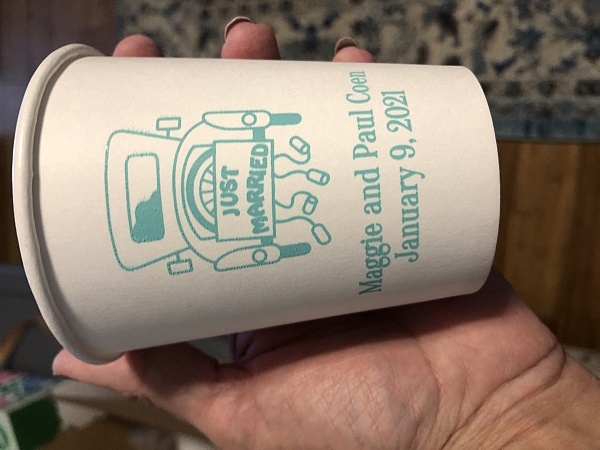 JUST
MARRIED
Maggie and Paul Coen
January 9, 2021